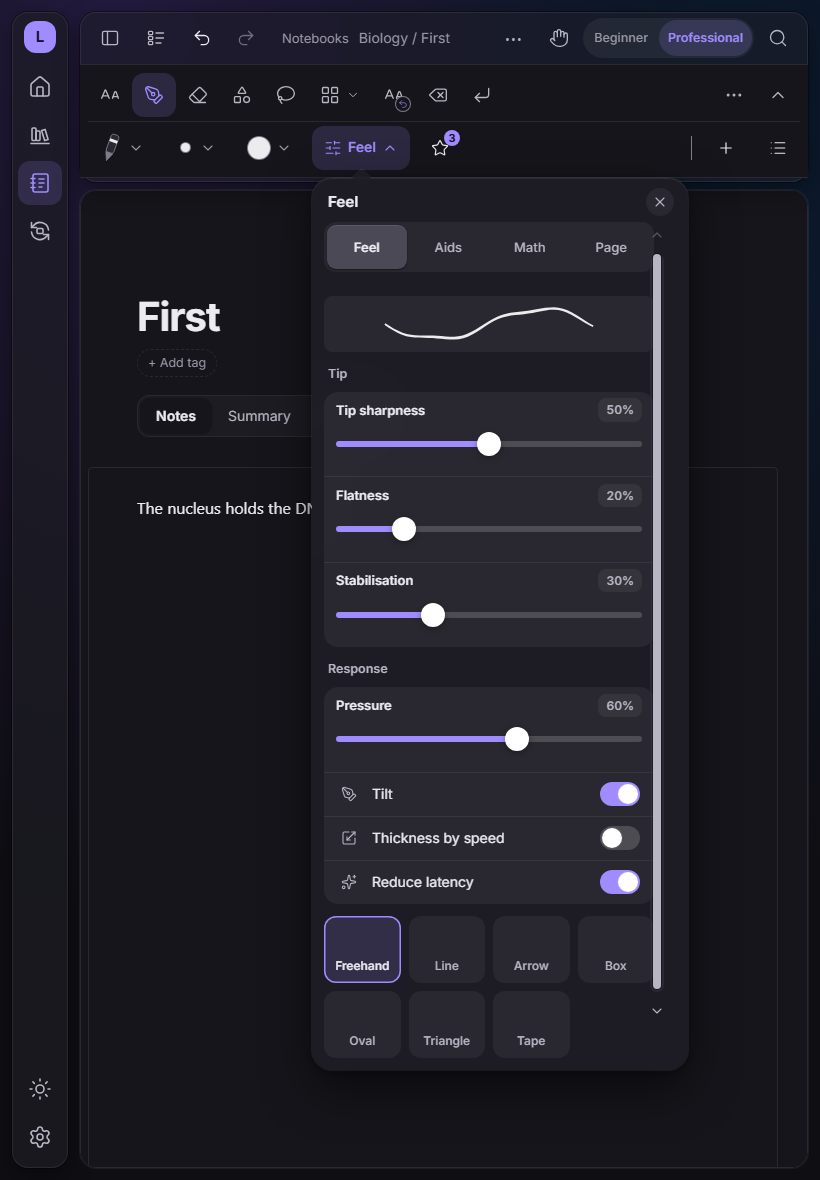 L
Notebooks Biology / First
Beginner Professional
AA
AA
Feel
3
Feel
Feel Aids Math Page
First
+ Add tag
Notes Summary
The nucleus holds the
Tip
Tip sharpness 50%
Flatness 20%
Stabilisation 30%
Response
Pressure 60%
Tilt
Thickness by speed
Reduce latency
Freehand Line Arrow Box
Oval Triangle Tape